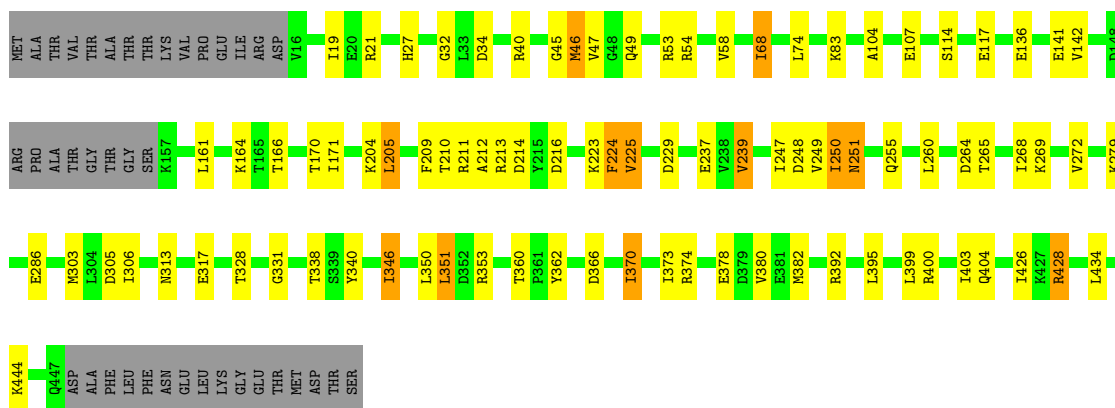 MET ALA THR VAL THR ALA THR THR LYS VAL PRO GLU ILE ARG ASP V16 I19 E20 R21 H27 G32 L33 D34 R40 G45 M46 V47 G48 Q49 R53 R54 V58 I68 L74 K83 A104 E107 S114 E117 E136 E141 V142 D148
ARG PRO ALA THR GLY THR GLY SER K157 L161 K164 T165 T166 T170 I171 K204 L205 F209 T210 R211 A212 R213 D214 Y215 D216 K223 F224 V225 D229 E237 V238 V239 I247 D248 V249 I250 N251 Q255 L260 D264 T265 I268 K269 V272 K279
E286 M303 L304 D305 I306 N313 E317 T328 G331 T338 S339 Y340 I346 L350 L351 D352 R353 T360 P361 Y362 D366 I370 I373 R374 E378 D379 V380 E381 M382 R392 L395 L399 R400 I403 Q404 I426 K427 R428 L434
K444 Q447 ASP ALA PHE LEU PHE ASN GLU LEU LYS GLY GLU THR MET ASP THR SER